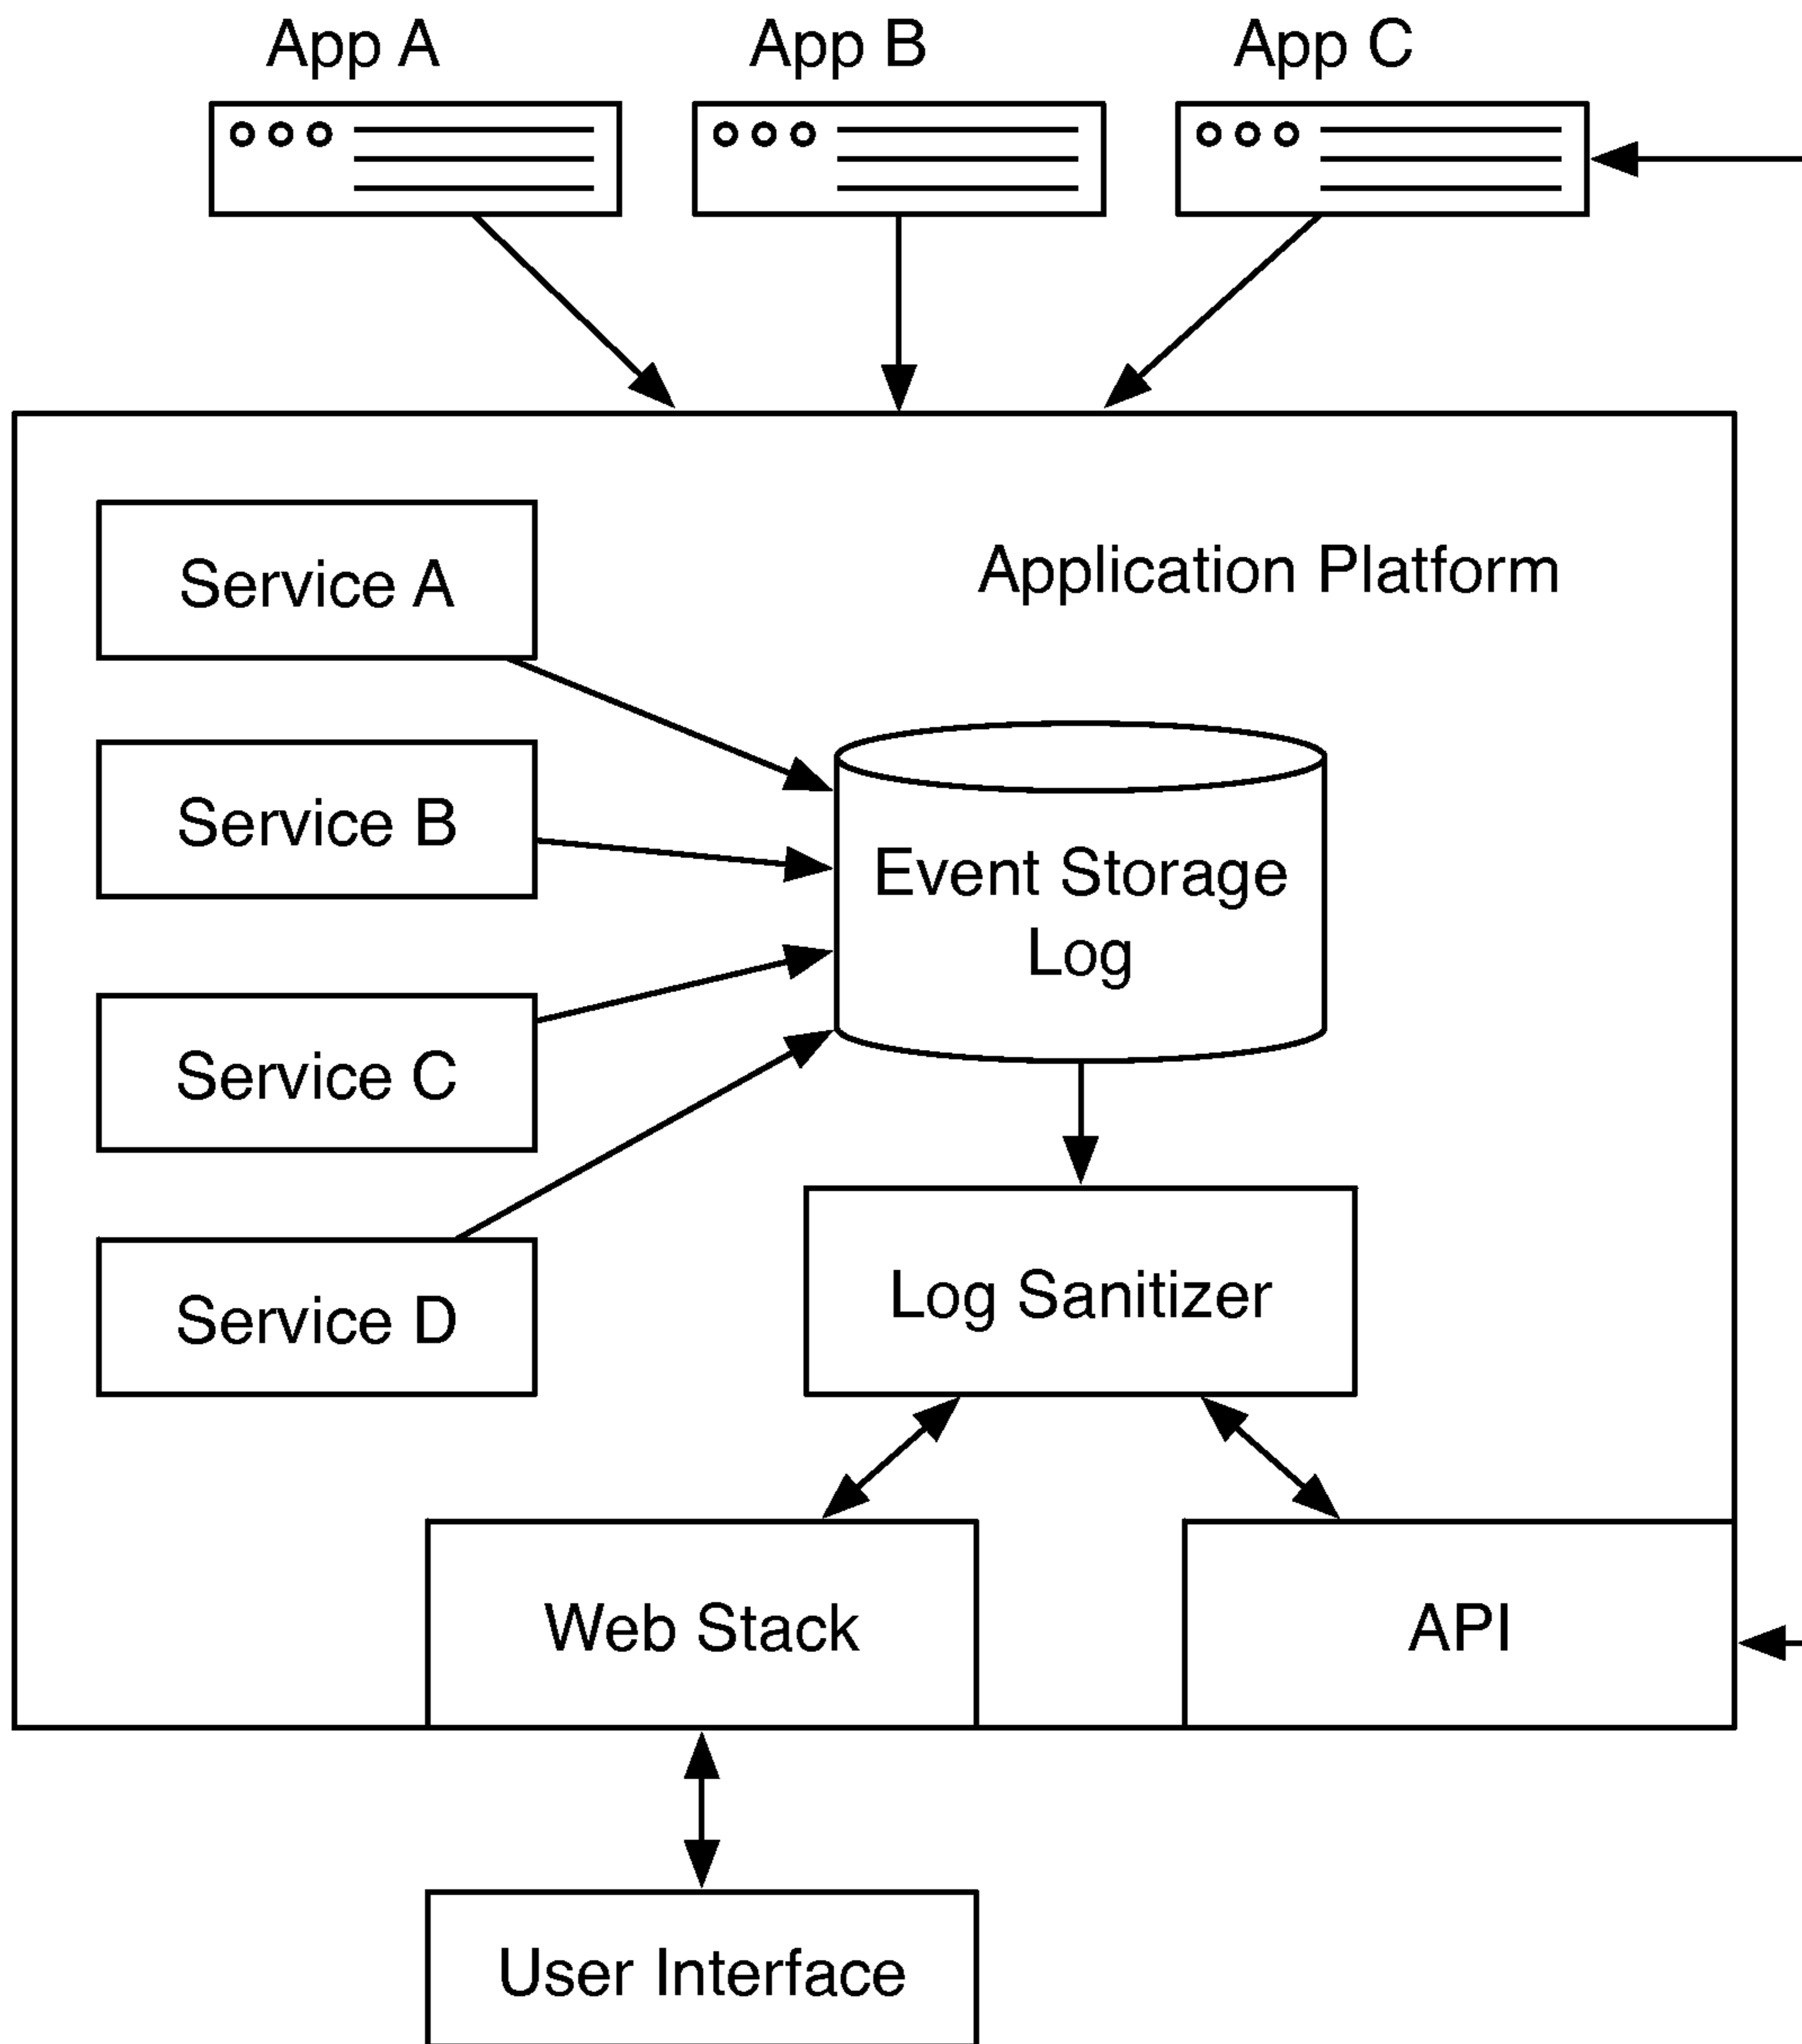 App A
App B
App C
Service A
Application Platform
Service B
Event Storage
Log
Service C
Log Sanitizer
Service D
Web Stack
API
User Interface